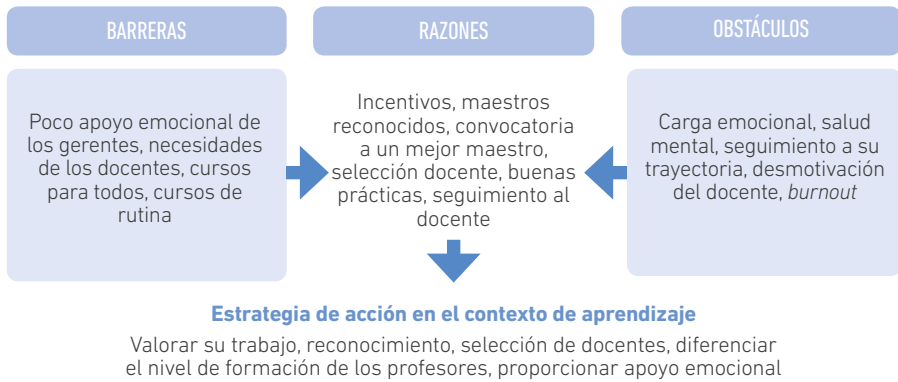 BARRERAS
Poco apoyo emocional de
los gerentes, necesidades
de los docentes, cursos
para todos, cursos de
rutina
RAZONES
Incentivos, maestros
reconocidos, convocatoria
a un mejor maestro,
selección docente, buenas
prácticas, seguimiento al
docente
OBSTÁCULOS
Carga emocional, salud
mental, seguimiento a su
trayectoria, desmotivación
del docente, burnout
Estrategia de acción en el contexto de aprendizaje
Valorar su trabajo, reconocimiento, selección de docentes, diferenciar
el nivel de formación de los profesores, proporcionar apoyo emocional